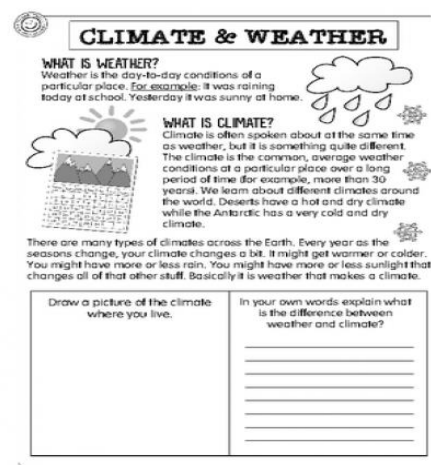 CLIMATE & WEATHER
WHAT IS WEATHER?
Weather is the day-to-day conditions of a
particular place. For example: It was raining
today at school. Yesterday it was sunny at home.
WHAT IS CLIMATE?
Climate is often spoken about at the same time
as weather, but it is something quite different.
The climate is the common, average weather
conditions at a particular place over a long
period of time (for example, more than 30
years). We learn about different climates around
the world. Deserts have a hot and dry climate
while the Antarctic has a very cold and dry
climate.
There are many types of climates across the Earth. Every year as the
seasons change, your climate changes a bit. It might get warmer or colder.
You might have more or less rain. You might have more or less sunlight that
changes all of that other stuff. Basically it is weather that makes a climate.
Draw a picture of the climate
where you live.
In your own words explain what
is the difference between
weather and climate?